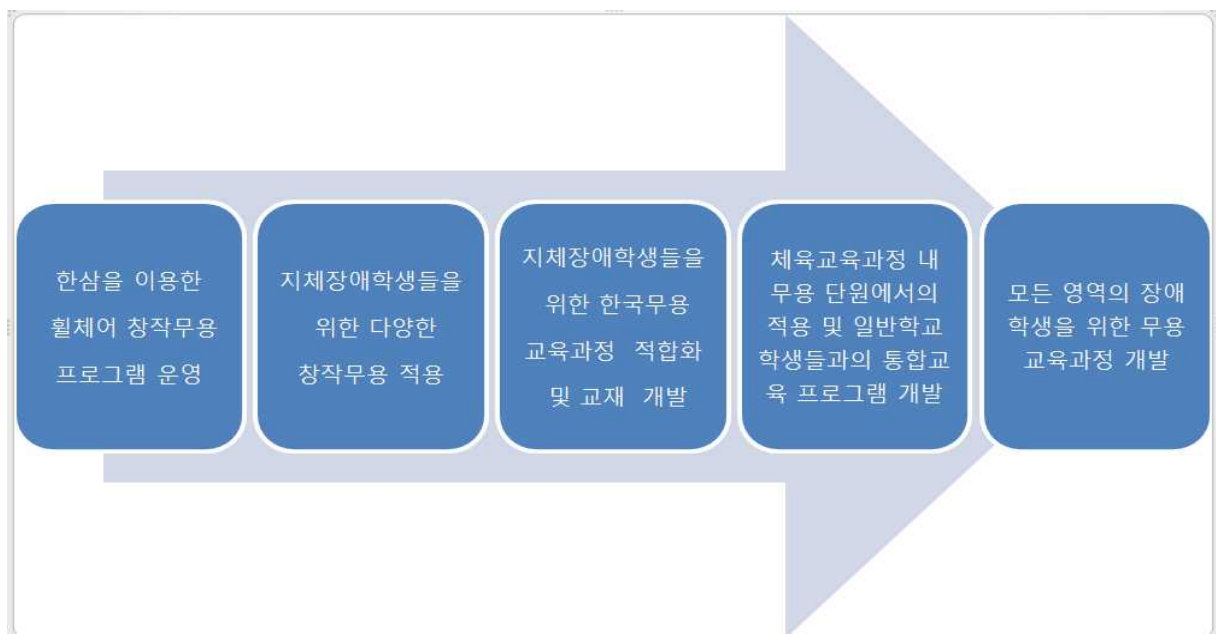 한삼을 이용한
휠체어 창작무용
프로그램 운영
지체장애학생들을
위한 다양한
창작무용 적용
지체장애학생들을
위한 한국무용
교육과정 적합화
및 교재 개발
체육교육과정 내
무용 단원에서의
적용 및 일반학교
학생들과의 통합교
육 프로그램 개발
모든 영역의 장애
학생을 위한 무용
교육과정 개발